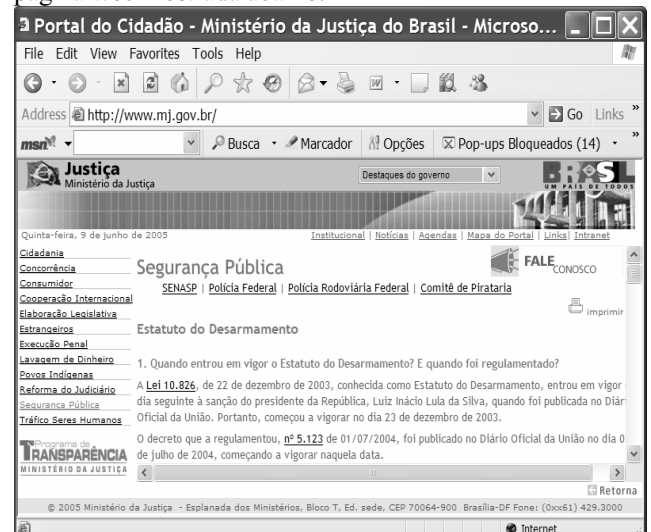 Portal do Cidadão - Ministério da Justiça do Brasil - Microso...
File Edit View Favorites Tools Help
Address http://www.mj.gov.br/ Go Links »
msn Busca Marcador Opções Pop-ups Bloqueados (14) »
Justiça
Ministério da Justiça
Destaques do governo
BRASIL
UM PAÍS DE TODOS
Quinta-feira, 9 de junho de 2005
Institucional | Notícias | Agendas | Mapa do Portal | Links| Intranet
Cidadania
Concorrência
Consumidor
Cooperação Internacional
Elaboração Legislativa
Estrangeiros
Execução Penal
Lavagem de Dinheiro
Povos Indígenas
Reforma do Judiciário
Segurança Pública
Tráfico Seres Humanos
Programa de
TRANSPARÊNCIA
MINISTÉRIO DA JUSTIÇA
Segurança Pública
FALE CONOSCO
SENASP | Polícia Federal | Polícia Rodoviária Federal | Comitê de Pirataria
imprimir
Estatuto do Desarmamento
1. Quando entrou em vigor o Estatuto do Desarmamento? E quando foi regulamentado?
A Lei 10.826, de 22 de dezembro de 2003, conhecida como Estatuto do Desarmamento, entrou em vigor
dia seguinte à sanção do presidente da República, Luiz Inácio Lula da Silva, quando foi publicada no Diár
Oficial da União. Portanto, começou a vigorar no dia 23 de dezembro de 2003.
O decreto que a regulamentou, nº 5.123 de 01/07/2004, foi publicado no Diário Oficial da União no dia 0
de julho de 2004, começando a vigorar naquela data.
Retorna
© 2005 Ministério da Justiça - Esplanada dos Ministérios, Bloco T, Ed. sede, CEP 70064-900 Brasília-DF Fone: (0xx61) 429.3000
Internet